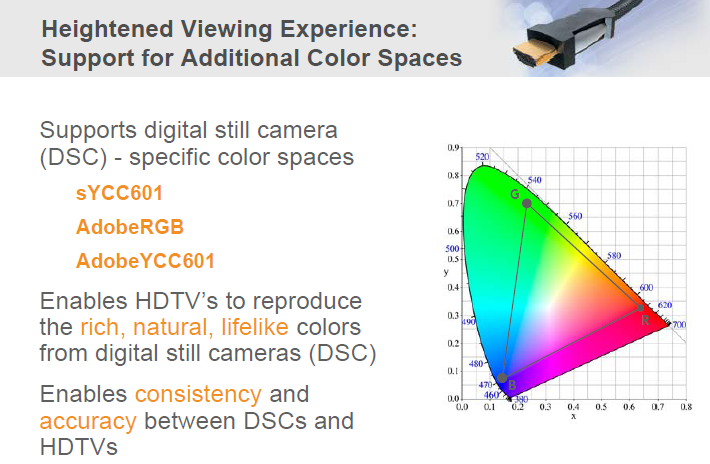 Heightened Viewing Experience:
Support for Additional Color Spaces
Supports digital still camera
(DSC) - specific color spaces
sYCC601
AdobeRGB
AdobeYCC601
Enables HDTV's to reproduce
the rich, natural, lifelike colors
from digital still cameras (DSC)
Enables consistency and
accuracy between DSCs and
HDTVs
0.9
0.8
0.7
0.6
0.5
y
0.4
0.3
0.2
0.1
0.0
0.0 0.1 0.2 0.3 0.4 0.5 0.6 0.7 0.8
x
520
540
560
580
600
620
700
500
490
480
470
460
380
G
R
B